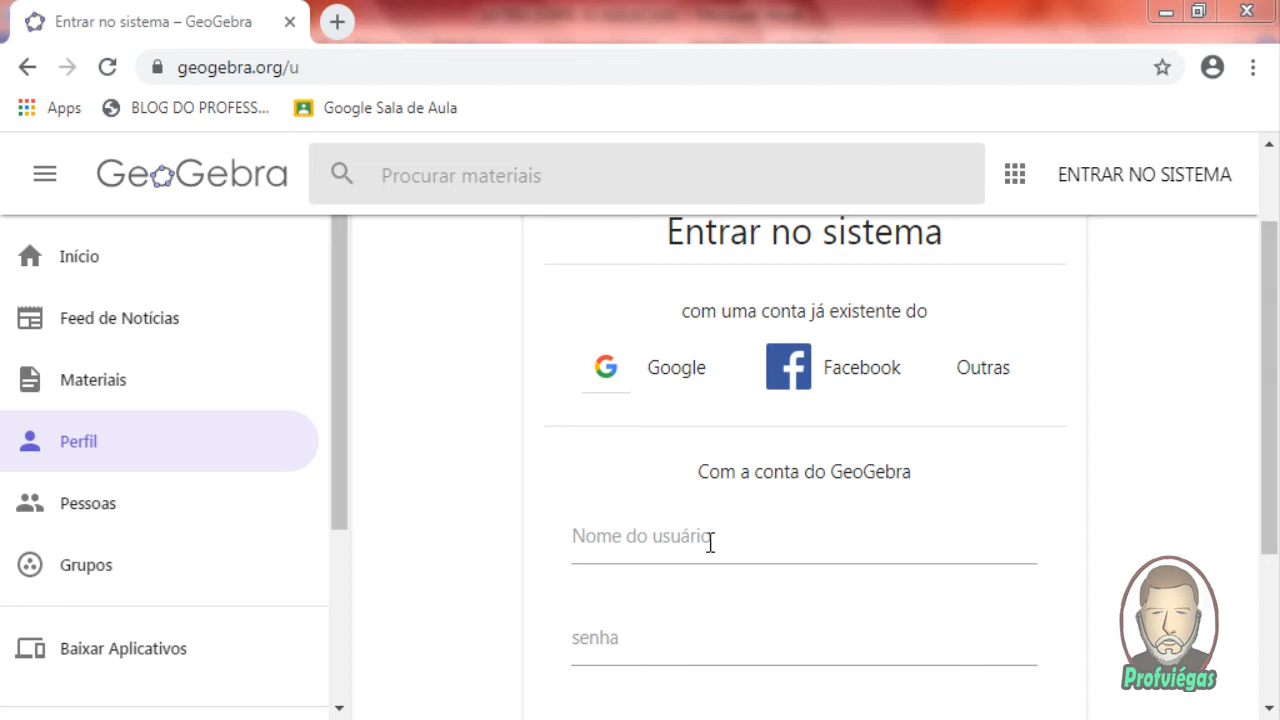 Entrar no sistema – GeoGebra
geogebra.org/u
Apps BLOG DO PROFESS... Google Sala de Aula
GeoGebra Procurar materiais ENTRAR NO SISTEMA
Início
Feed de Notícias
Materiais
Perfil
Pessoas
Grupos
Baixar Aplicativos
Entrar no sistema
com uma conta já existente do
Google Facebook Outras
Com a conta do GeoGebra
Nome do usuário
senha
Profviégas